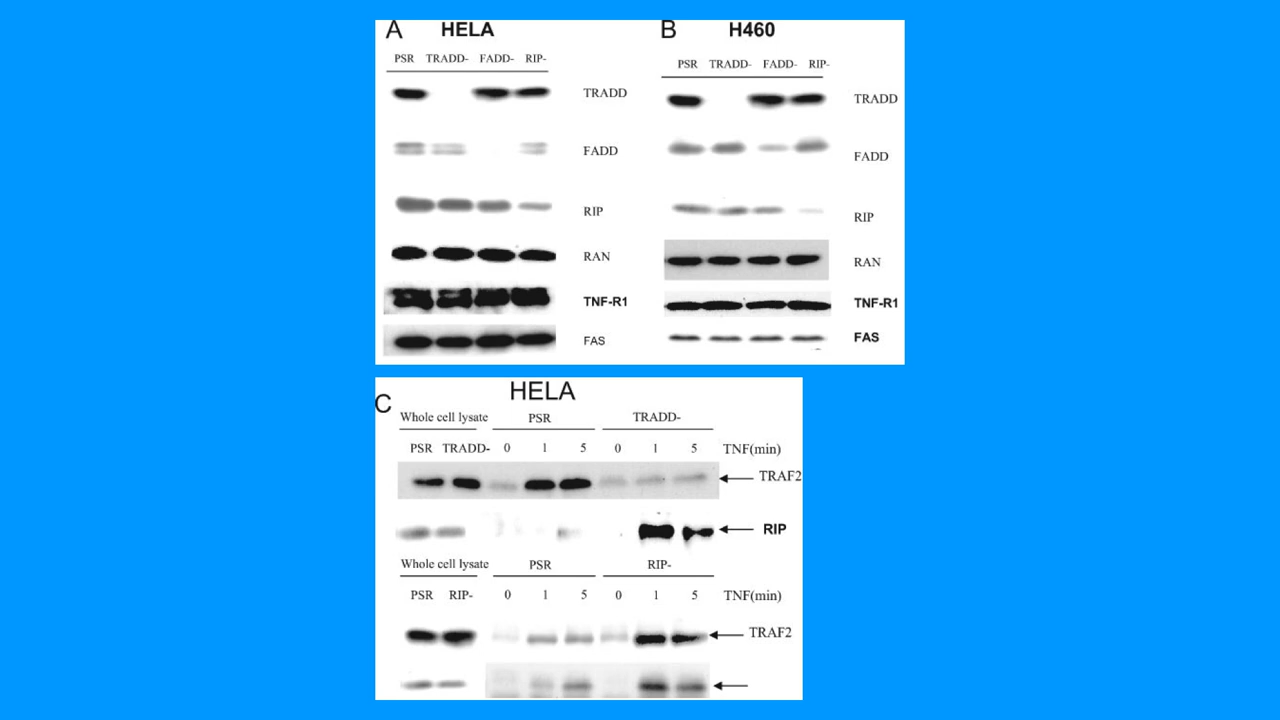 A HELA
PSR TRADD- FADD- RIP-
TRADD
FADD
RIP
RAN
TNF-R1
FAS
B H460
PSR TRADD- FADD- RIP-
TRADD
FADD
RIP
RAN
TNF-R1
FAS
C HELA
Whole cell lysate PSR TRADD-
PSR TRADD- 0 1 5 0 1 5 TNF(min)
TRAF2
RIP
Whole cell lysate PSR RIP-
PSR RIP- 0 1 5 0 1 5 TNF(min)
TRAF2